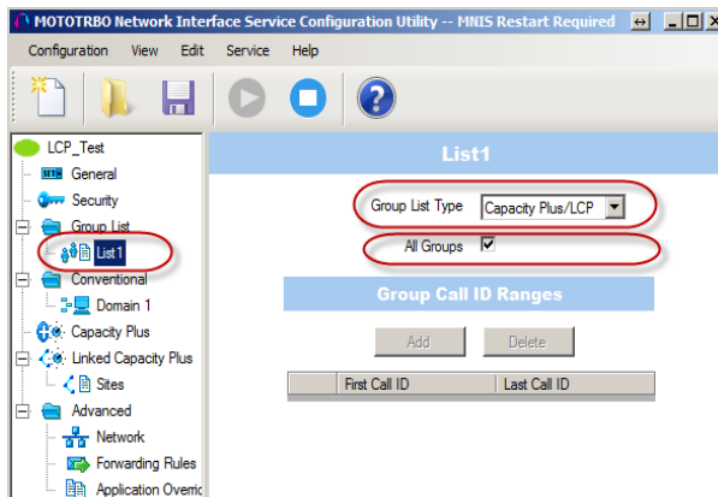 MOTOTRBO Network Interface Service Configuration Utility -- MNIS Restart Required
Configuration View Edit Service Help
LCP_Test
General
Security
Group List
List1
Conventional
Domain 1
Capacity Plus
Linked Capacity Plus
Sites
Advanced
Network
Forwarding Rules
Application
List1
Group List Type Capacity Plus/LCP
All Groups
Group Call ID Ranges
Add Delete
First Call ID Last Call ID